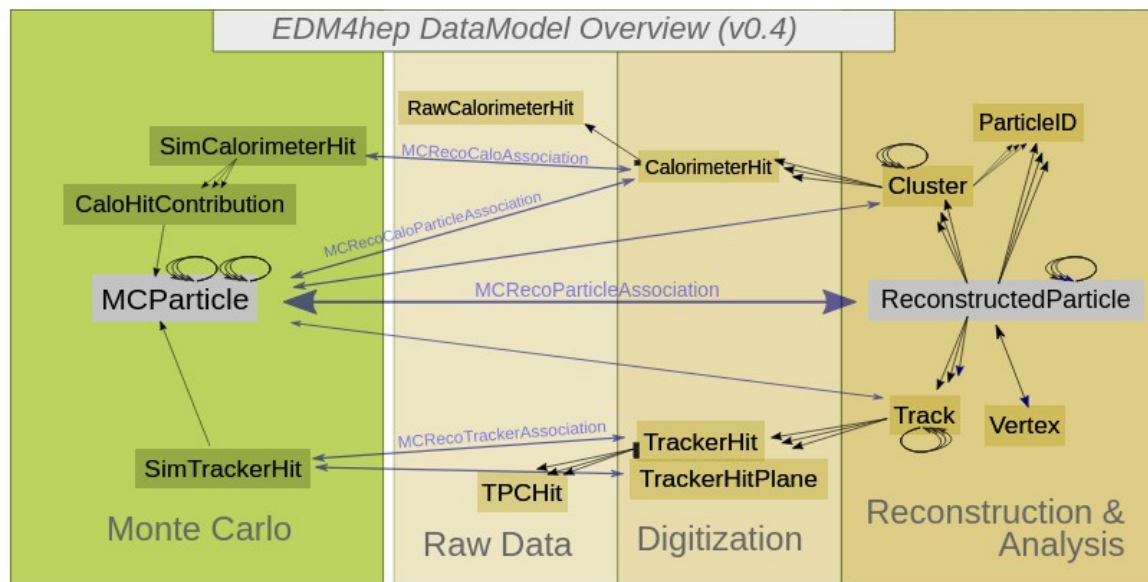 EDM4hep DataModel Overview (v0.4)
RawCalorimeterHit
ParticleID
SimCalorimeterHit
MCRecoCaloAssociation
CalorimeterHit
Cluster
CaloHitContribution
MCRecoCaloParticleAssociation
MCParticle
MCRecoParticleAssociation
ReconstructedParticle
Track
Vertex
MCRecoTrackerAssociation
TrackerHit
SimTrackerHit
TPCHit
TrackerHitPlane
Monte Carlo
Raw Data
Digitization
Reconstruction &
Analysis